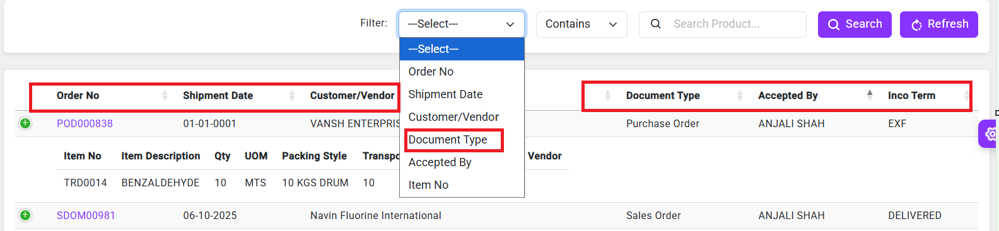 Filter: ---Select--- Contains Search Product... Search Refresh
---Select---
Order No
Shipment Date
Customer/Vendor
Document Type
Accepted By
Item No
Order No Shipment Date Customer/Vendor Document Type Accepted By Inco Term
POD000838 01-01-0001 VANSH ENTERPRIS Purchase Order ANJALI SHAH EXF
Item No Item Description Qty UOM Packing Style Transpo Vendor
TRD0014 BENZALDEHYDE 10 MTS 10 KGS DRUM 10
SDOM00981 06-10-2025 Navin Fluorine International Sales Order ANJALI SHAH DELIVERED